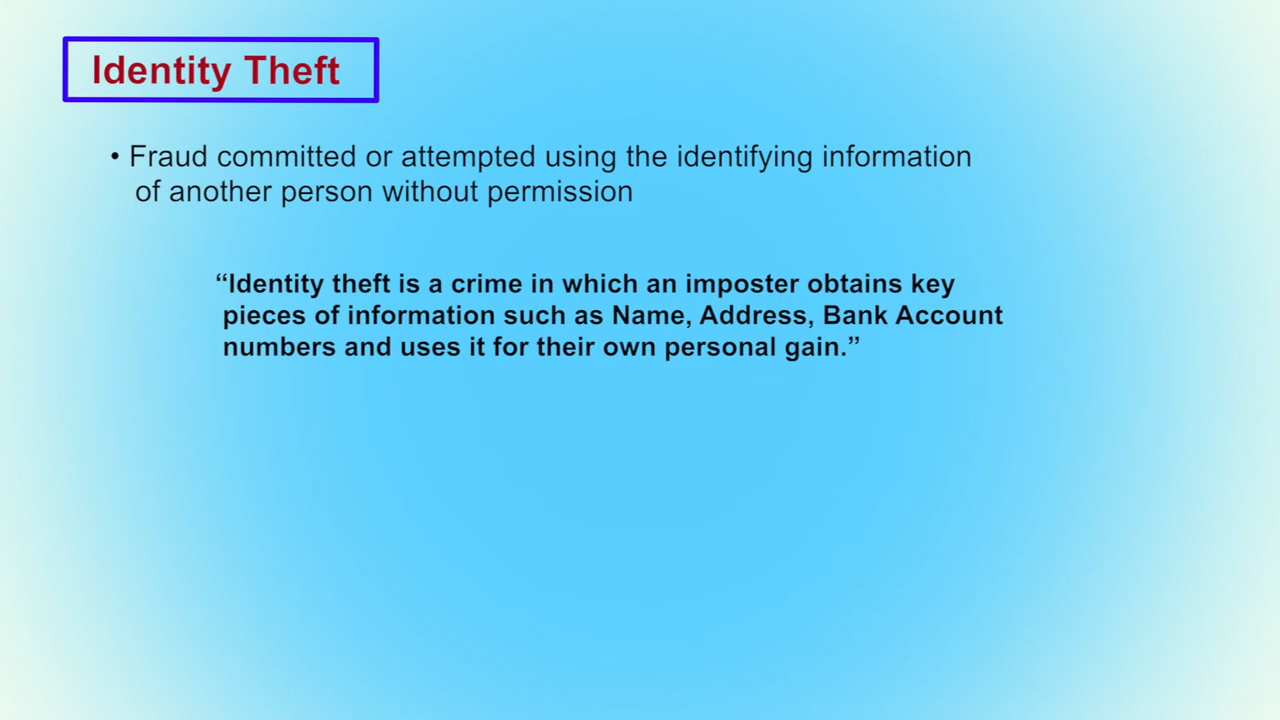 Identity Theft
• Fraud committed or attempted using the identifying information
of another person without permission
“Identity theft is a crime in which an imposter obtains key
pieces of information such as Name, Address, Bank Account
numbers and uses it for their own personal gain.”